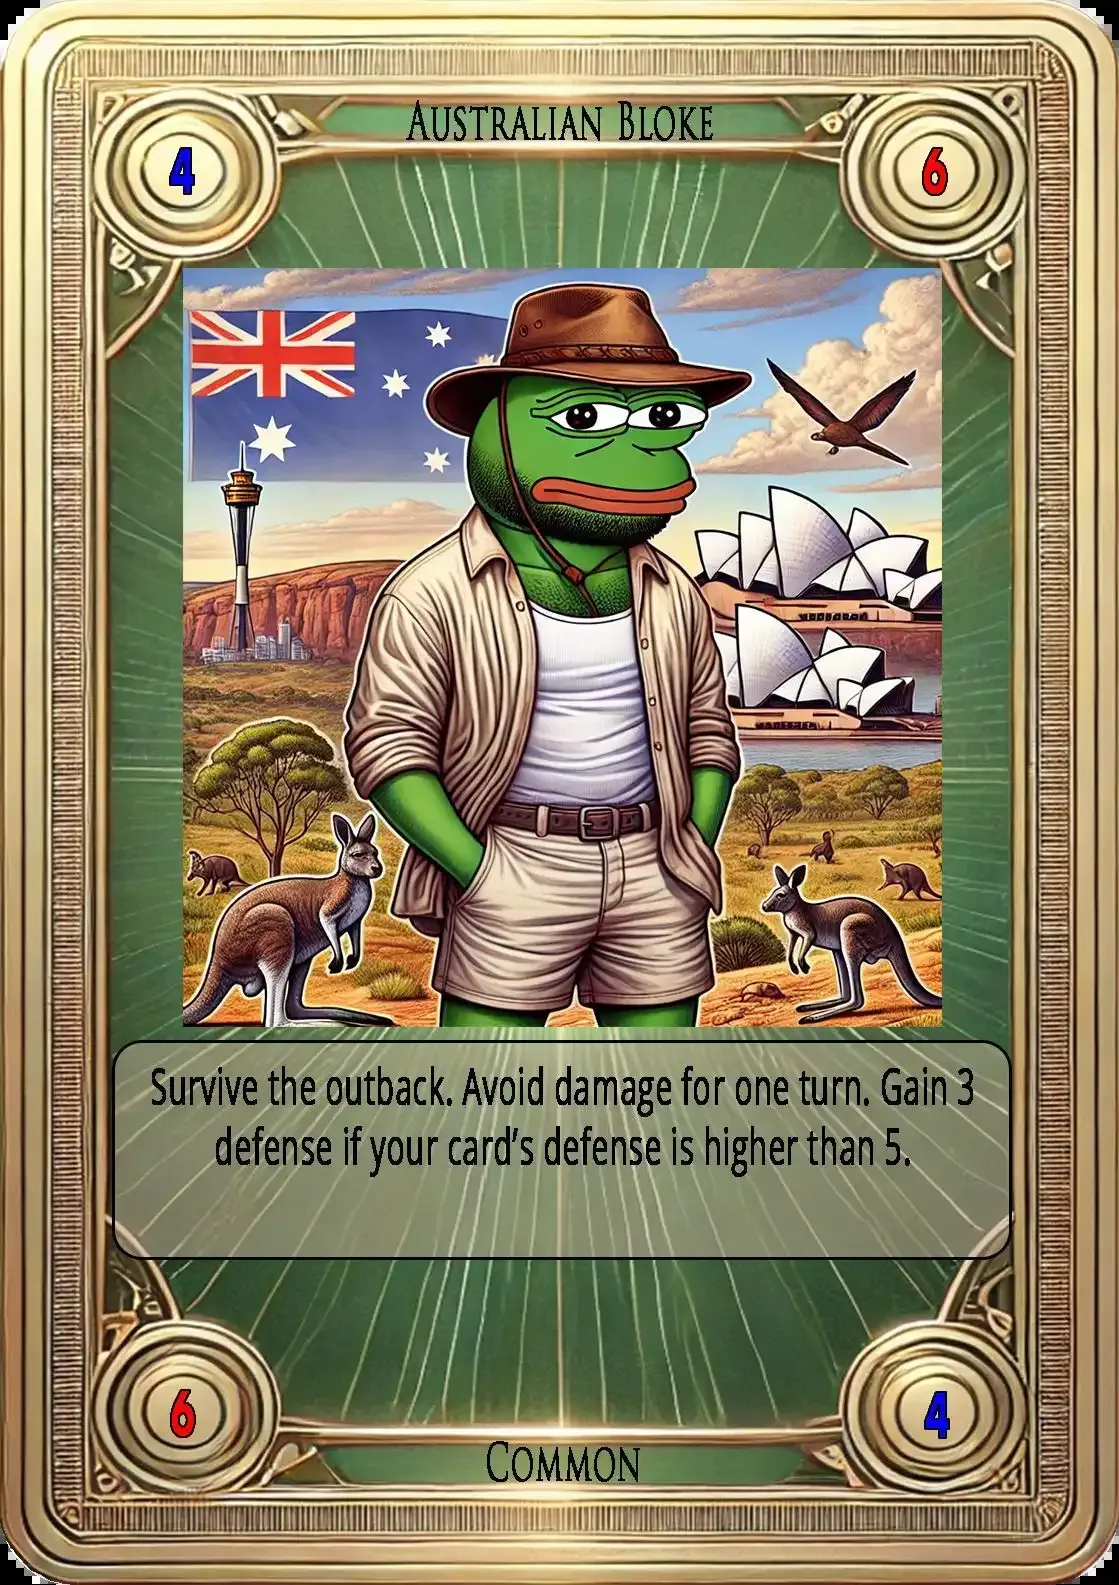 Australian Bloke
4
6
Survive the outback. Avoid damage for one turn. Gain 3
defense if your card’s defense is higher than 5.
6
4
Common